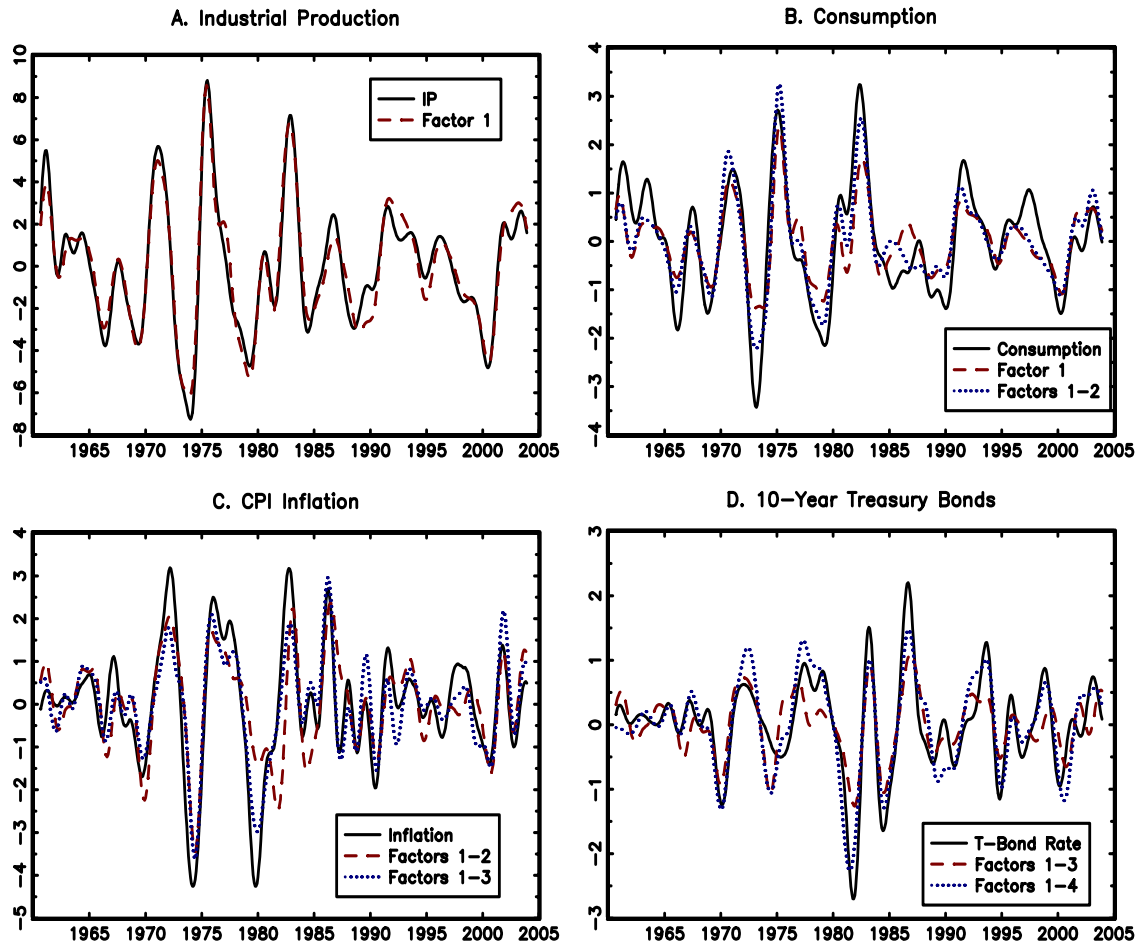 A. Industrial Production
10
8
6
4
2
0
−2
−4
−6
−8
IP
Factor 1
1965 1970 1975 1980 1985 1990 1995 2000 2005
B. Consumption
4
3
2
1
0
−1
−2
−3
−4
Consumption
Factor 1
Factors 1−2
1965 1970 1975 1980 1985 1990 1995 2000 2005
C. CPI Inflation
4
3
2
1
0
−1
−2
−3
−4
−5
Inflation
Factors 1−2
Factors 1−3
1965 1970 1975 1980 1985 1990 1995 2000 2005
D. 10−Year Treasury Bonds
3
2
1
0
−1
−2
−3
T−Bond Rate
Factors 1−3
Factors 1−4
1965 1970 1975 1980 1985 1990 1995 2000 2005